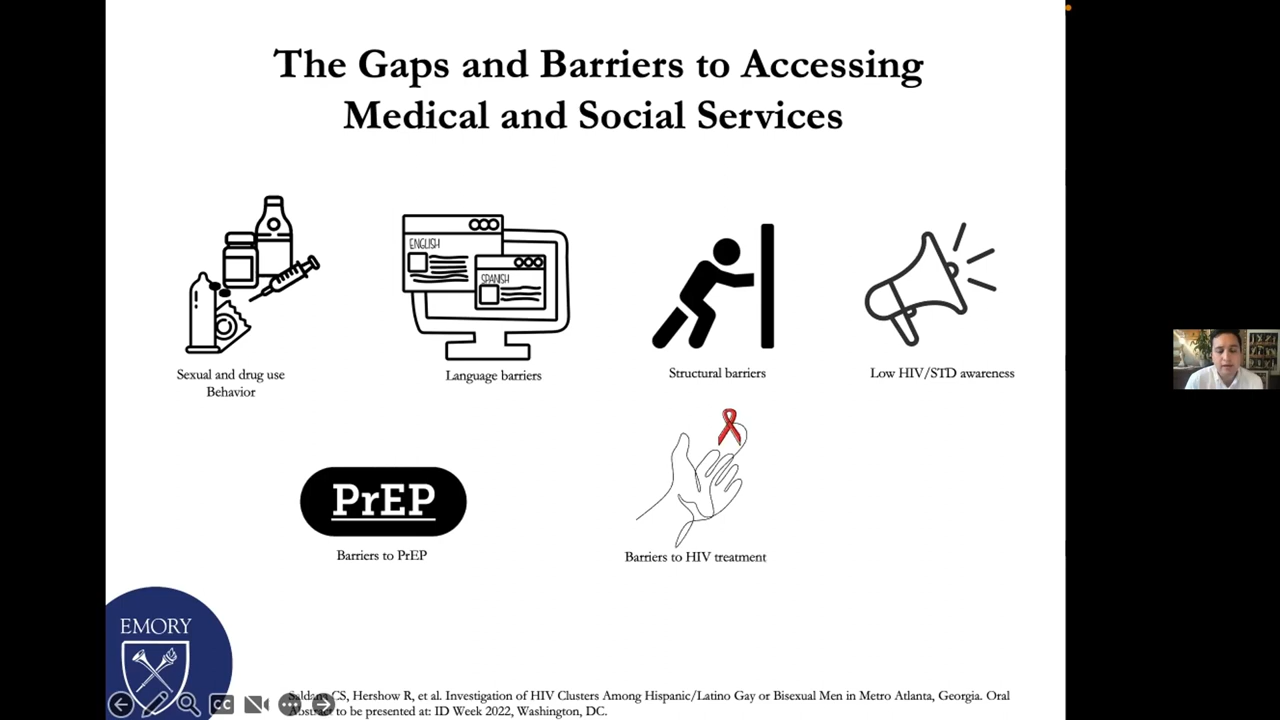 The Gaps and Barriers to Accessing
Medical and Social Services
ENGLISH
SPANISH
Sexual and drug use
Behavior
Language barriers
Structural barriers
Low HIV/STD awareness
PrEP
Barriers to PrEP
Barriers to HIV treatment
EMORY
CC
Saldana CS, Hershow R, et al. Investigation of HIV Clusters Among Hispanic/Latino Gay or Bisexual Men in Metro Atlanta, Georgia. Oral
Abstract to be presented at: ID Week 2022, Washington, DC.